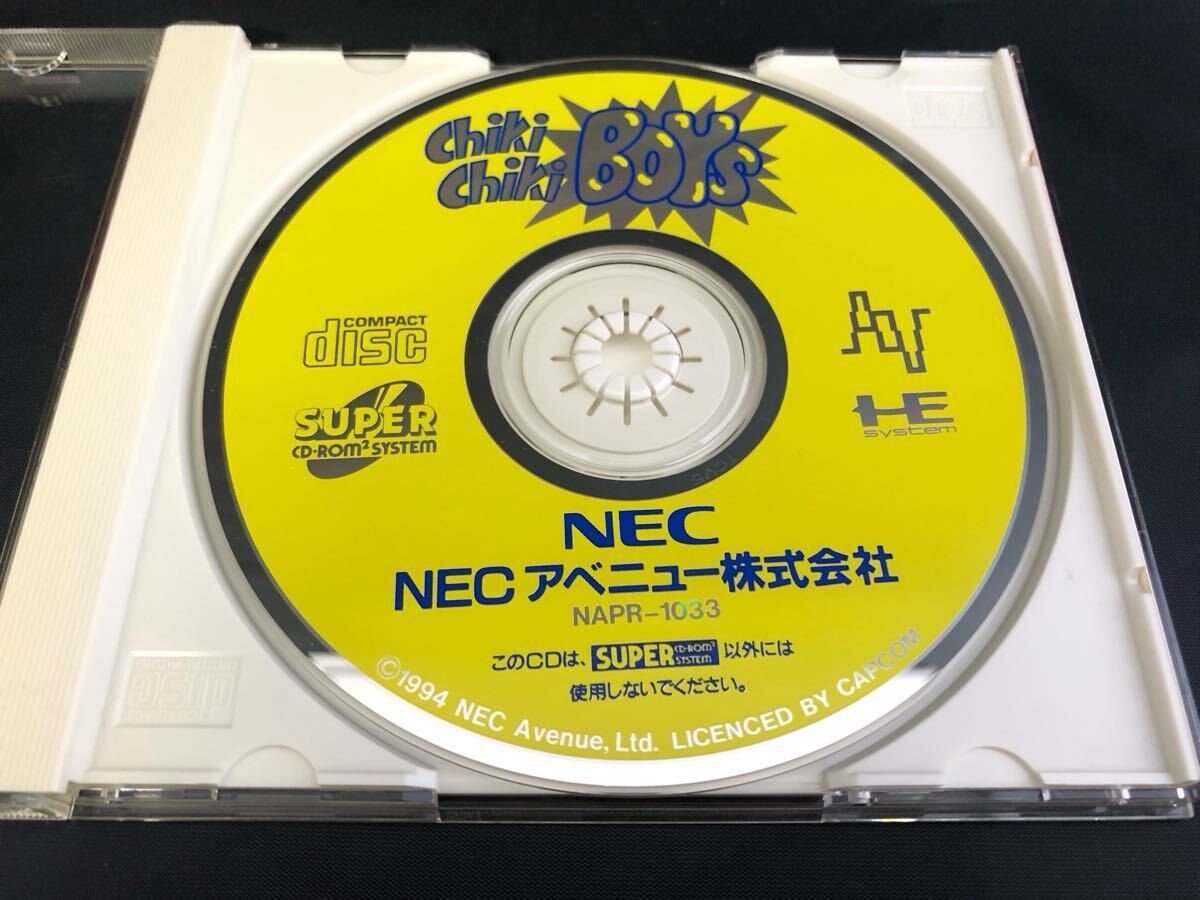 Chiki
Chiki
BOYs
COMPACT
disc
SUPER
CD-ROM² SYSTEM
HE
system
NEC
NECアベニュー株式会社
NAPR-1033
このCDは、SUPER CD-ROM² SYSTEM 以外には
使用しないでください。
©1994 NEC Avenue, Ltd. LICENCED BY CAPCOM